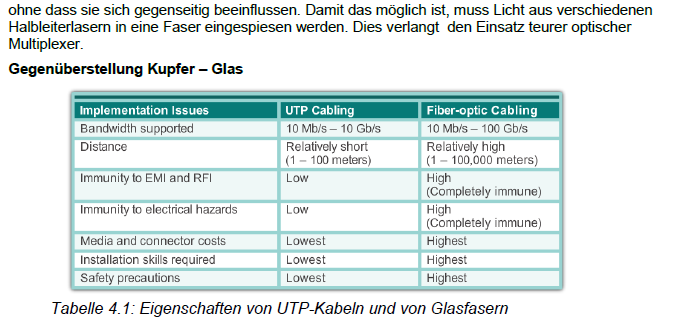 ohne dass sie sich gegenseitig beeinflussen. Damit das möglich ist, muss Licht aus verschiedenen
Halbleiterlasern in eine Faser eingespiesen werden. Dies verlangt den Einsatz teurer optischer
Multiplexer.
Gegenüberstellung Kupfer – Glas
Implementation Issues UTP Cabling Fiber-optic Cabling
Bandwidth supported 10 Mb/s – 10 Gb/s 10 Mb/s – 100 Gb/s
Distance Relatively short Relatively high
(1 – 100 meters) (1 – 100,000 meters)
Immunity to EMI and RFI Low High
(Completely immune)
Immunity to electrical hazards Low High
(Completely immune)
Media and connector costs Lowest Highest
Installation skills required Lowest Highest
Safety precautions Lowest Highest
Tabelle 4.1: Eigenschaften von UTP-Kabeln und von Glasfasern